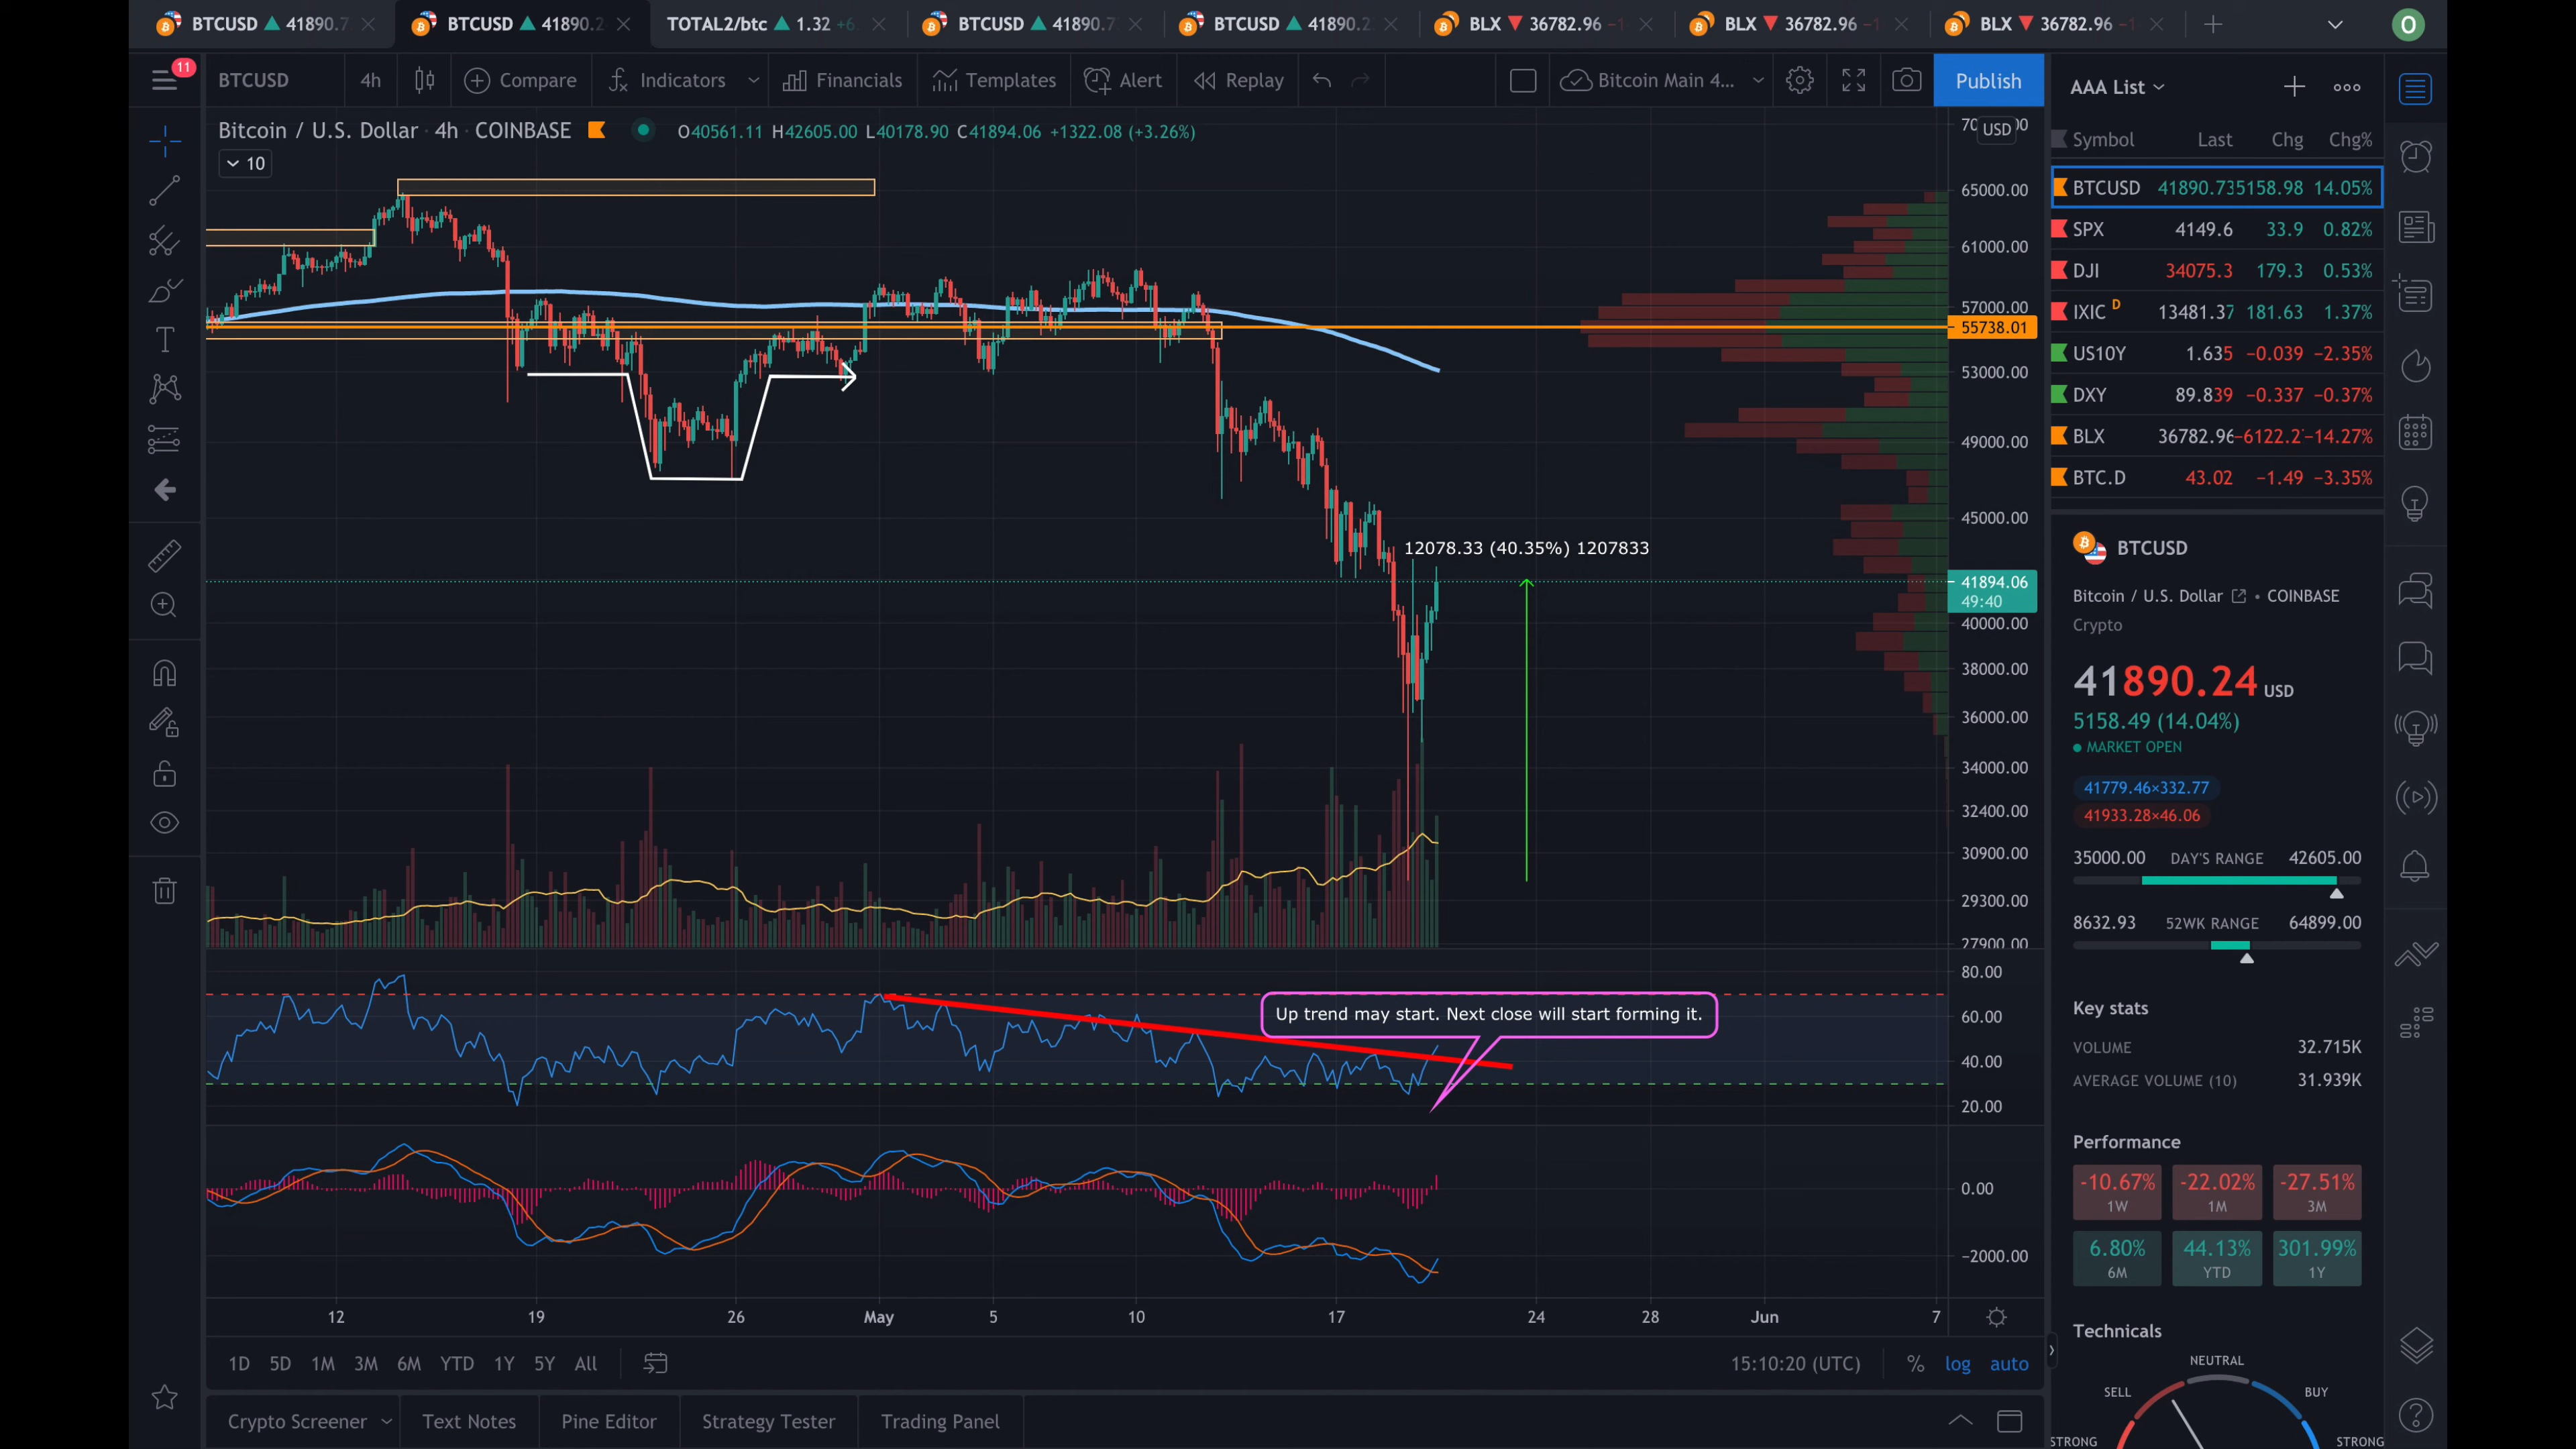 BTCUSD 41890.7
BTCUSD 41890.2
TOTAL2/btc 1.32 +6
BTCUSD 41890.7
BTCUSD 41890.2
BLX 36782.96 −1
BLX 36782.96 −1
BLX 36782.96 −1
O
11
BTCUSD 4h Compare Indicators Financials Templates Alert Replay Bitcoin Main 4... Publish
Bitcoin / U.S. Dollar · 4h · COINBASE O40561.11 H42605.00 L40178.90 C41894.06 +1322.08 (+3.26%)
10
USD
65000.00
61000.00
57000.00
55738.01
53000.00
49000.00
45000.00
12078.33 (40.35%) 1207833
41894.06
49:40
40000.00
38000.00
36000.00
34000.00
32400.00
30900.00
29300.00
27900.00
80.00
60.00
40.00
20.00
Up trend may start. Next close will start forming it.
0.00
−2000.00
12 19 26 May 5 10 17 24 28 Jun 7
1D 5D 1M 3M 6M YTD 1Y 5Y All
15:10:20 (UTC) % log auto
Crypto Screener Text Notes Pine Editor Strategy Tester Trading Panel
AAA List
Symbol Last Chg Chg%
BTCUSD 41890.73 5158.98 14.05%
SPX 4149.6 33.9 0.82%
DJI 34075.3 179.3 0.53%
IXIC D 13481.37 181.63 1.37%
US10Y 1.635 −0.039 −2.35%
DXY 89.839 −0.337 −0.37%
BLX 36782.96 −6122.2 −14.27%
BTC.D 43.02 −1.49 −3.35%
BTCUSD
Bitcoin / U.S. Dollar • COINBASE
Crypto
41890.24 USD
5158.49 (14.04%)
MARKET OPEN
41779.46×332.77
41933.28×46.06
35000.00 DAY'S RANGE 42605.00
8632.93 52WK RANGE 64899.00
Key stats
VOLUME 32.715K
AVERAGE VOLUME (10) 31.939K
Performance
-10.67% -22.02% -27.51%
1W 1M 3M
6.80% 44.13% 301.99%
6M YTD 1Y
Technicals
NEUTRAL
SELL BUY
STRONG STRONG